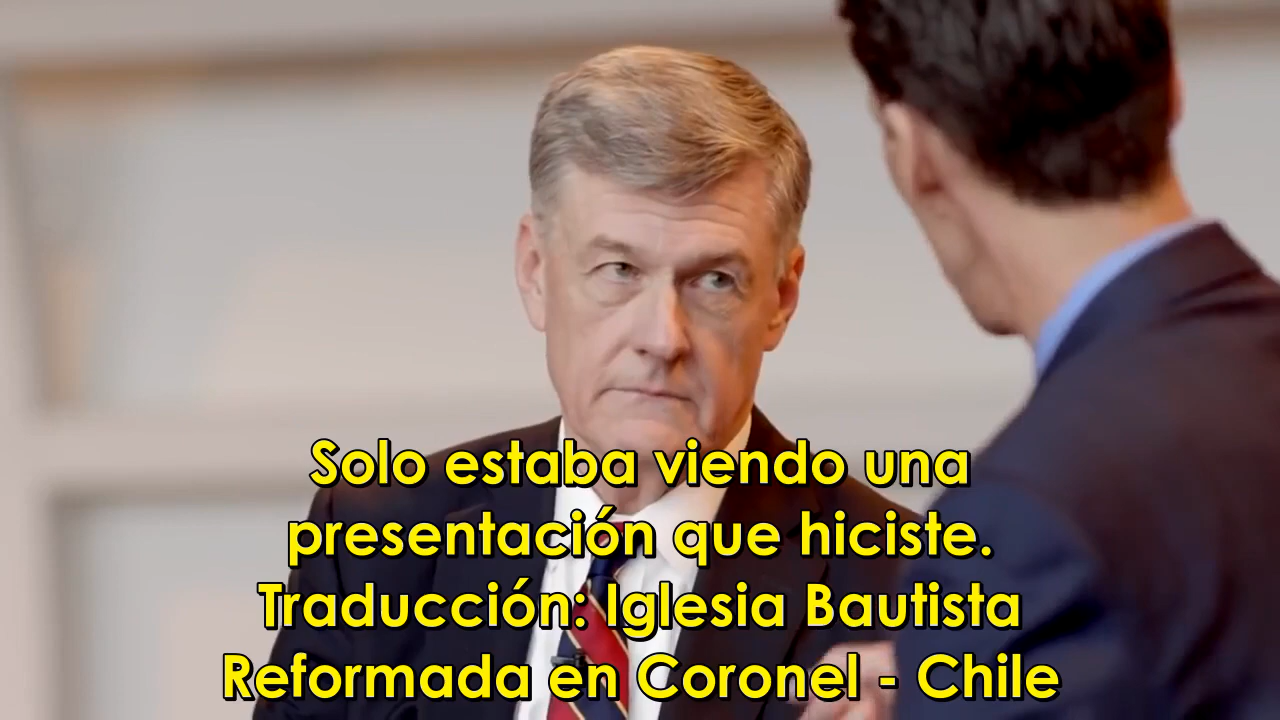 Solo estaba viendo una
presentación que hiciste.
Traducción: Iglesia Bautista
Reformada en Coronel - Chile